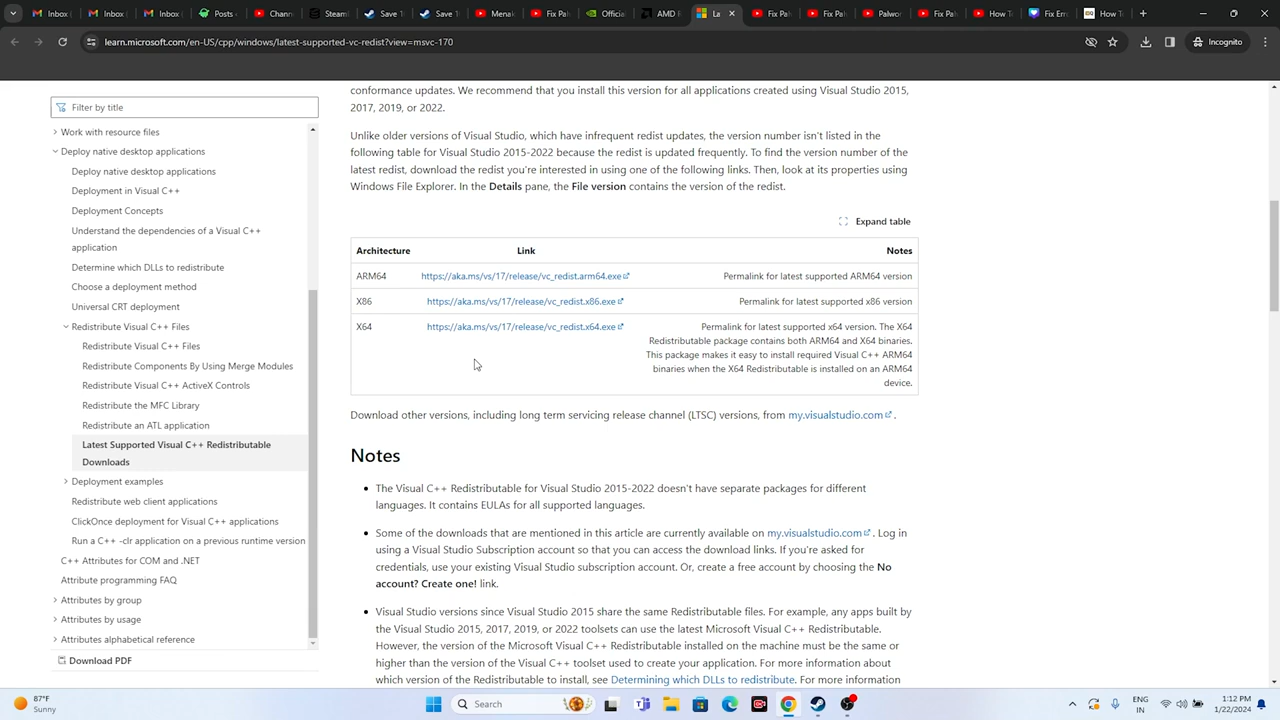 Inbox (
Inbox (
Inbox (
Posts -
Chann
Steaml
Save T
Save T
Menak
Fix Pal
Officia
AMD R
La
Fix Pal
Fix Pal
Palwor
Fix Pal
How T
Fix Err
How T
learn.microsoft.com/en-US/cpp/windows/latest-supported-vc-redist?view=msvc-170
Incognito
Filter by title
Work with resource files
Deploy native desktop applications
Deploy native desktop applications
Deployment in Visual C++
Deployment Concepts
Understand the dependencies of a Visual C++
application
Determine which DLLs to redistribute
Choose a deployment method
Universal CRT deployment
Redistribute Visual C++ Files
Redistribute Visual C++ Files
Redistribute Components By Using Merge Modules
Redistribute Visual C++ ActiveX Controls
Redistribute the MFC Library
Redistribute an ATL application
Latest Supported Visual C++ Redistributable
Downloads
Deployment examples
Redistribute web client applications
ClickOnce deployment for Visual C++ applications
Run a C++ -clr application on a previous runtime version
C++ Attributes for COM and .NET
Attribute programming FAQ
Attributes by group
Attributes by usage
Attributes alphabetical reference
Download PDF
conformance updates. We recommend that you install this version for all applications created using Visual Studio 2015,
2017, 2019, or 2022.
Unlike older versions of Visual Studio, which have infrequent redist updates, the version number isn't listed in the
following table for Visual Studio 2015-2022 because the redist is updated frequently. To find the version number of the
latest redist, download the redist you're interested in using one of the following links. Then, look at its properties using
Windows File Explorer. In the Details pane, the File version contains the version of the redist.
Expand table
Architecture Link Notes
ARM64 https://aka.ms/vs/17/release/vc_redist.arm64.exe Permalink for latest supported ARM64 version
X86 https://aka.ms/vs/17/release/vc_redist.x86.exe Permalink for latest supported x86 version
X64 https://aka.ms/vs/17/release/vc_redist.x64.exe Permalink for latest supported x64 version. The X64
Redistributable package contains both ARM64 and X64 binaries.
This package makes it easy to install required Visual C++ ARM64
binaries when the X64 Redistributable is installed on an ARM64
device.
Download other versions, including long term servicing release channel (LTSC) versions, from my.visualstudio.com .
Notes
The Visual C++ Redistributable for Visual Studio 2015-2022 doesn't have separate packages for different
languages. It contains EULAs for all supported languages.
Some of the downloads that are mentioned in this article are currently available on my.visualstudio.com . Log in
using a Visual Studio Subscription account so that you can access the download links. If you're asked for
credentials, use your existing Visual Studio subscription account. Or, create a free account by choosing the No
account? Create one! link.
Visual Studio versions since Visual Studio 2015 share the same Redistributable files. For example, any apps built by
the Visual Studio 2015, 2017, 2019, or 2022 toolsets can use the latest Microsoft Visual C++ Redistributable.
However, the version of the Microsoft Visual C++ Redistributable installed on the machine must be the same or
higher than the version of the Visual C++ toolset used to create your application. For more information about
which version of the Redistributable to install, see Determining which DLLs to redistribute. For more information
87°F
Sunny
Search
ENG
IN
1:12 PM
1/22/2024